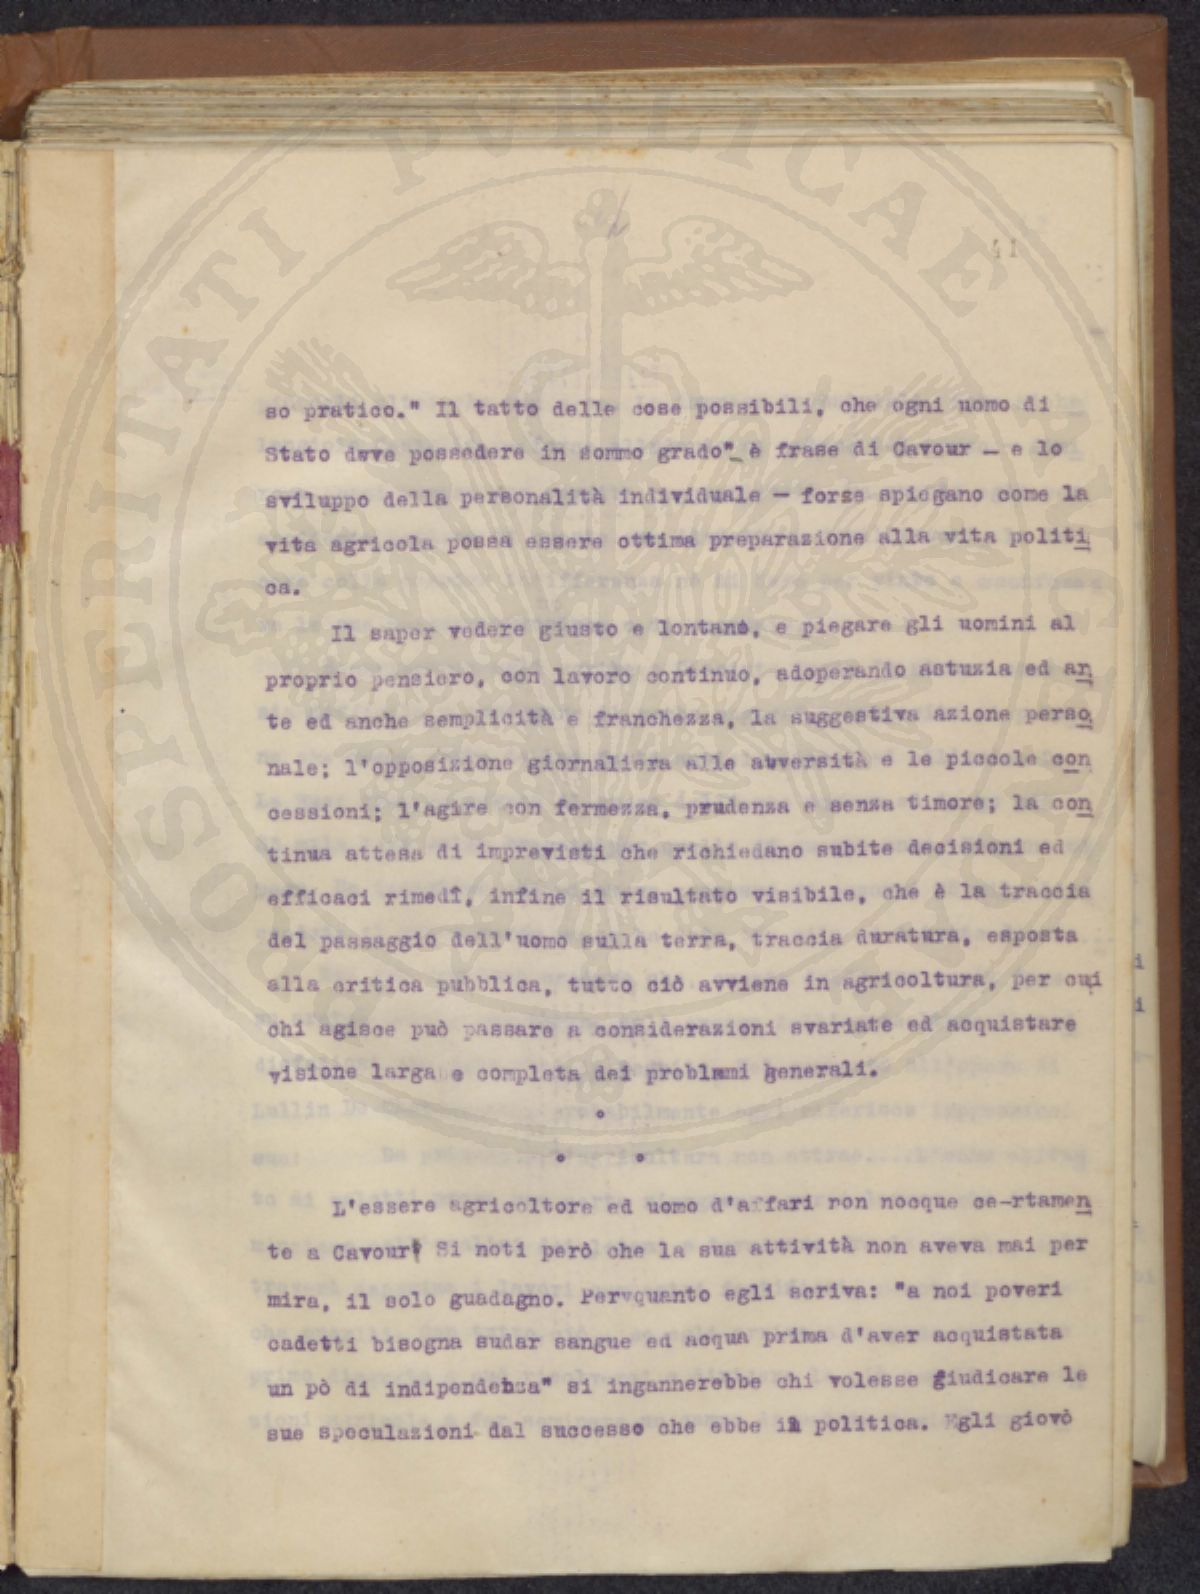 41
so pratico." Il tatto delle cose possibili, che ogni uomo di
Stato deve possedere in sommo grado" è frase di Cavour - e lo
sviluppo della personalità individuale - forse spiegano come la
vita agricola possa essere ottima preparazione alla vita politi
ca.
Il saper vedere giusto e lontano, e piegare gli uomini al
proprio pensiero, con lavoro continuo, adoperando astuzia ed ar
te ed anche semplicità e franchezza, la suggestiva azione perso
nale; l'opposizione giornaliera alle avversità e le piccole con
cessioni; l'agire con fermezza, prudenza e senza timore; la con
tinua attesa di imprevisti che richiedano subite decisioni ed
efficaci rimedî, infine il risultato visibile, che è la traccia
del passaggio dell'uomo sulla terra, traccia duratura, esposta
alla critica pubblica, tutto ciò avviene in agricoltura, per cui
chi agisce può passare a considerazioni svariate ed acquistare
visione larga e completa dei problemi generali.
L'essere agricoltore ed uomo d'affari non nocque ce-rtamen
te a Cavour! Si noti però che la sua attività non aveva mai per
mira, il solo guadagno. Per quanto egli scriva: "a noi poveri
cadetti bisogna sudar sangue ed acqua prima d'aver acquistata
un pò di indipendenza" si ingannerebbe chi volesse giudicare le
sue speculazioni dal successo che ebbe in politica. Egli giovò
SOSPERITATI PVBLICAE AVGENDAE